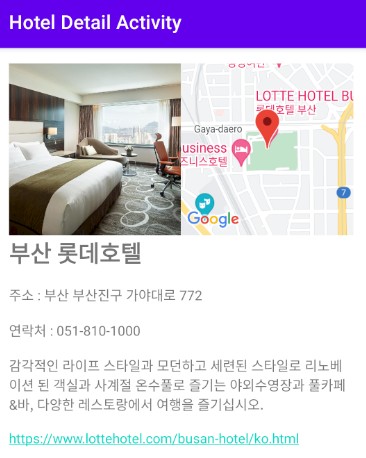 Hotel Detail Activity
LOTTE HOTEL BU
롯데호텔 부산
Gaya-daero
usiness
즈니스호텔
7
Google
부산 롯데호텔
주소 : 부산 부산진구 가야대로 772
연락처 : 051-810-1000
감각적인 라이프 스타일과 모던하고 세련된 스타일로 리노베
이션 된 객실과 사계절 온수풀로 즐기는 야외수영장과 풀카페
&바, 다양한 레스토랑에서 여행을 즐기십시오.
https://www.lottehotel.com/busan-hotel/ko.html